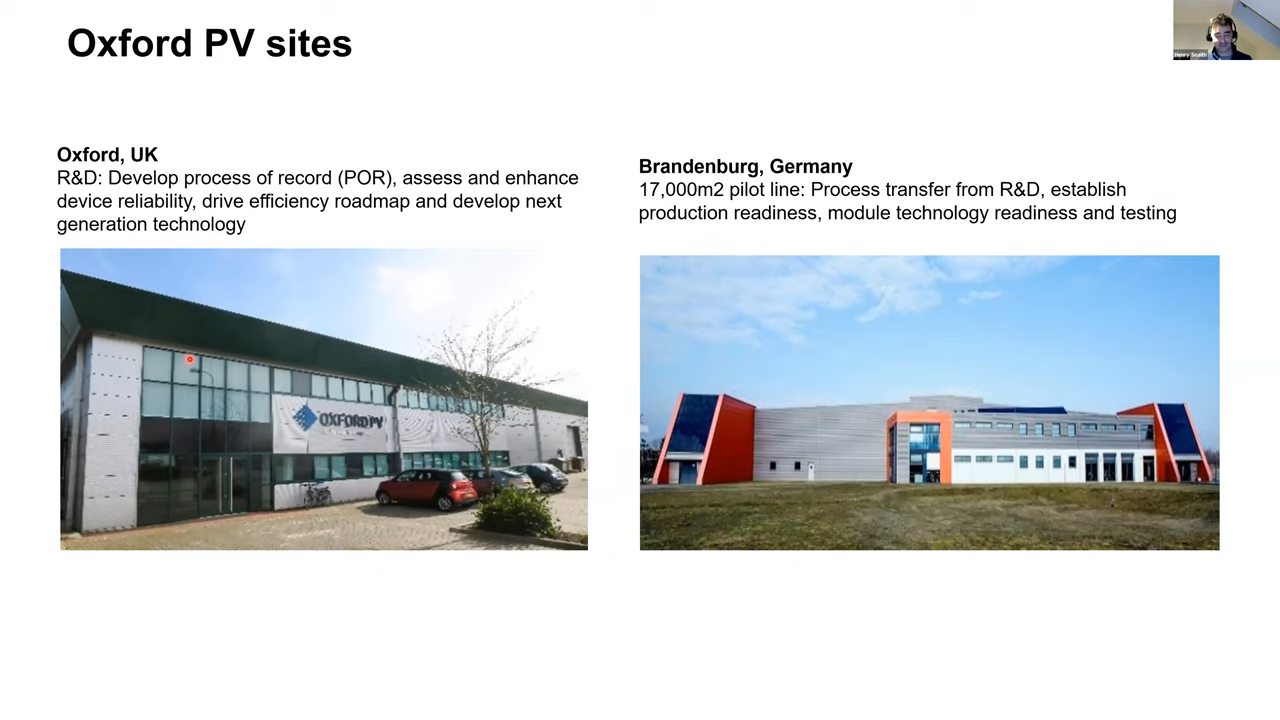 Oxford PV sites
Henry Snaith
Oxford, UK
R&D: Develop process of record (POR), assess and enhance
device reliability, drive efficiency roadmap and develop next
generation technology
Brandenburg, Germany
17,000m2 pilot line: Process transfer from R&D, establish
production readiness, module technology readiness and testing
OXFORD PV